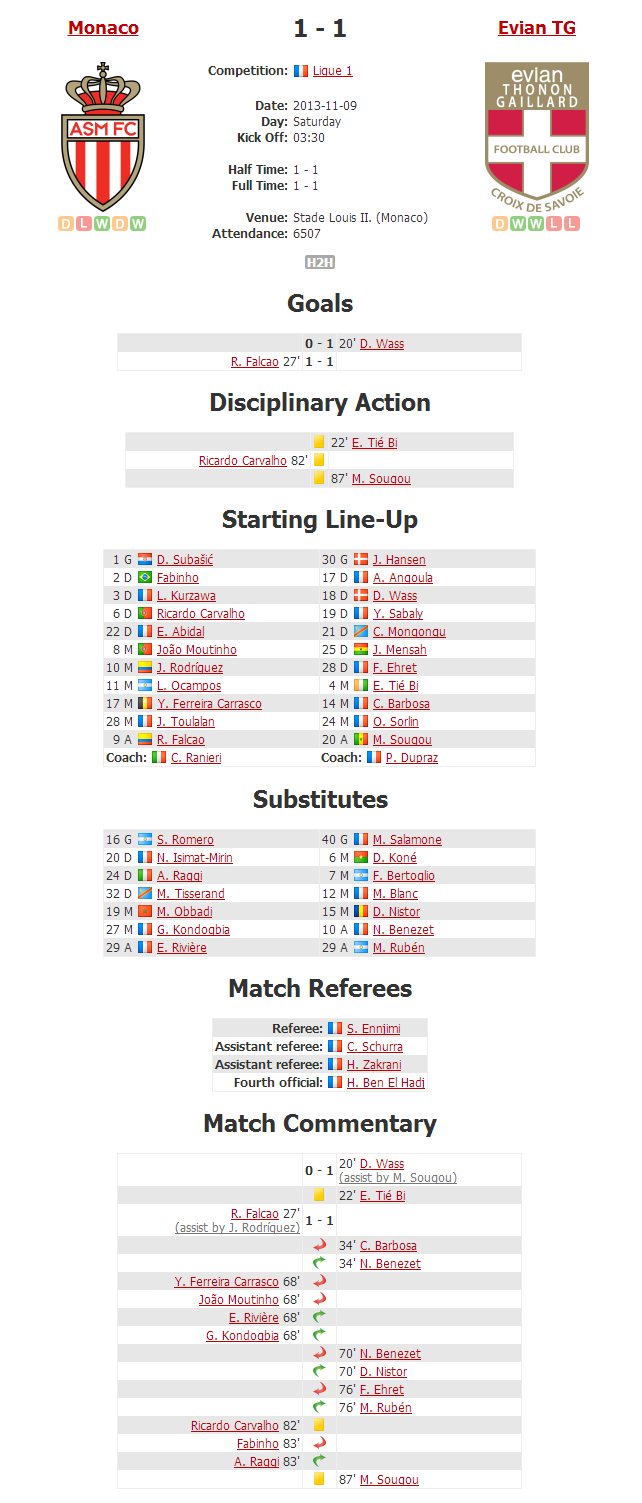 Monaco
1 - 1
Evian TG
ASM FC
evian
THONON
GAILLARD
FOOTBALL CLUB
CROIX DE SAVOIE
Competition: Ligue 1
Date: 2013-11-09
Day: Saturday
Kick Off: 03:30
Half Time: 1 - 1
Full Time: 1 - 1
Venue: Stade Louis II. (Monaco)
Attendance: 6507
D L W D W
D W W L L
H2H
Goals
0 - 1 20' D. Wass
R. Falcao 27' 1 - 1
Disciplinary Action
22' E. Tié Bi
Ricardo Carvalho 82'
87' M. Sougou
Starting Line-Up
1 G D. Subašić 30 G J. Hansen
2 D Fabinho 17 D A. Angoula
3 D L. Kurzawa 18 D D. Wass
6 D Ricardo Carvalho 19 D Y. Sabaly
22 D E. Abidal 21 D C. Mongongu
8 M João Moutinho 25 D J. Mensah
10 M J. Rodríguez 28 D F. Ehret
11 M L. Ocampos 4 M E. Tié Bi
17 M Y. Ferreira Carrasco 14 M C. Barbosa
28 M J. Toulalan 24 M O. Sorlin
9 A R. Falcao 20 A M. Sougou
Coach: C. Ranieri Coach: P. Dupraz
Substitutes
16 G S. Romero 40 G M. Salamone
20 D N. Isimat-Mirin 6 M D. Koné
24 D A. Raggi 7 M F. Bertoglio
32 D M. Tisserand 12 M M. Blanc
19 M M. Obbadi 15 M D. Nistor
27 M G. Kondogbia 10 A N. Benezet
29 A E. Rivière 29 A M. Rubén
Match Referees
Referee: S. Ennjimi
Assistant referee: C. Schurra
Assistant referee: H. Zakrani
Fourth official: H. Ben El Hadj
Match Commentary
0 - 1 20' D. Wass
(assist by M. Sougou)
22' E. Tié Bi
R. Falcao 27' 1 - 1
(assist by J. Rodríguez)
34' C. Barbosa
34' N. Benezet
Y. Ferreira Carrasco 68'
João Moutinho 68'
E. Rivière 68'
G. Kondogbia 68'
70' N. Benezet
70' D. Nistor
76' F. Ehret
76' M. Rubén
Ricardo Carvalho 82'
Fabinho 83'
A. Raggi 83'
87' M. Sougou